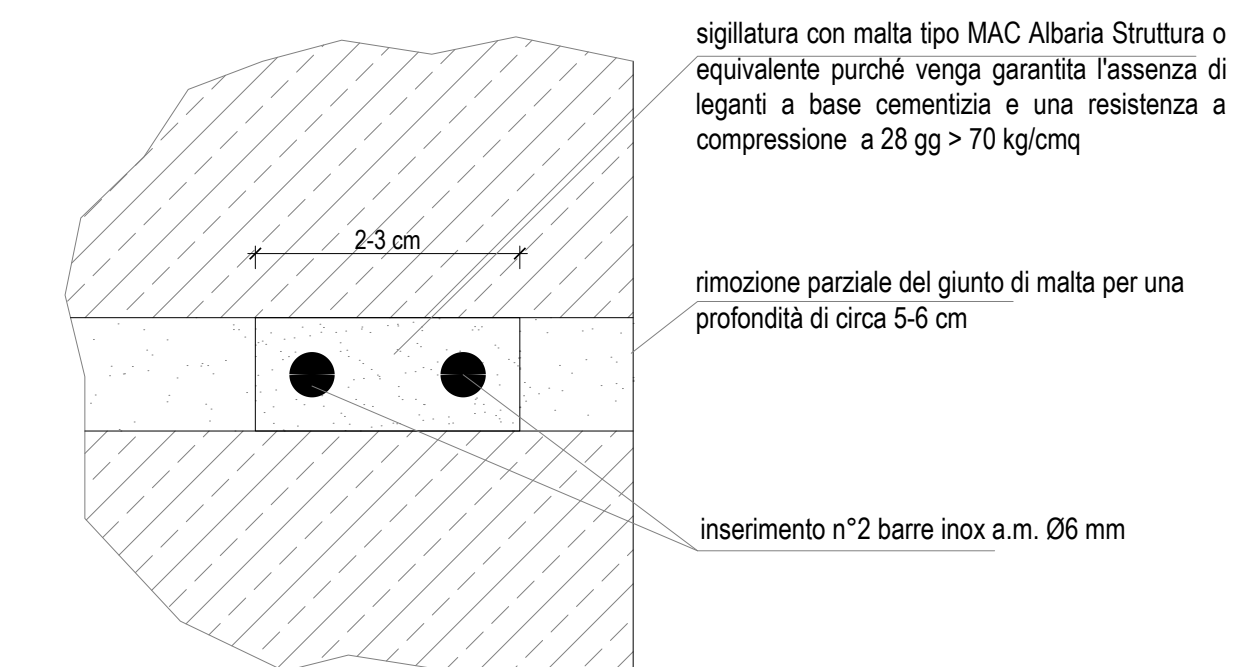 sigillatura con malta tipo MAC Albaria Struttura o
equivalente purché venga garantita l'assenza di
leganti a base cementizia e una resistenza a
compressione a 28 gg > 70 kg/cmq
2-3 cm
rimozione parziale del giunto di malta per una
profondità di circa 5-6 cm
inserimento n°2 barre inox a.m. Ø6 mm